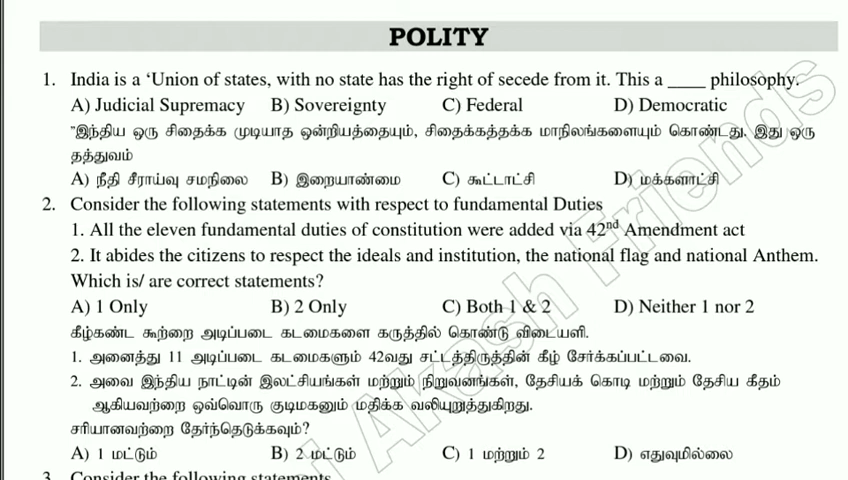 POLITY
1. India is a ‘Union of states, with no state has the right of secede from it. This a ____ philosophy.
A) Judicial Supremacy B) Sovereignty C) Federal D) Democratic
"இந்திய ஒரு சிதைக்க முடியாத ஒன்றியத்தையும், சிதைக்கத்தக்க மாநிலங்களையும் கொண்டது. இது ஒரு
தத்துவம்
A) நீதி சீராய்வு சமநிலை B) இறையாண்மை C) கூட்டாட்சி D) மக்களாட்சி
2. Consider the following statements with respect to fundamental Duties
1. All the eleven fundamental duties of constitution were added via 42nd Amendment act
2. It abides the citizens to respect the ideals and institution, the national flag and national Anthem.
Which is/ are correct statements?
A) 1 Only B) 2 Only C) Both 1 & 2 D) Neither 1 nor 2
கீழ்கண்ட கூற்றை அடிப்படை கடமைகளை கருத்தில் கொண்டு விடையளி.
1. அனைத்து 11 அடிப்படை கடமைகளும் 42வது சட்டத்திருத்தின் கீழ் சேர்க்கப்பட்டவை.
2. அவை இந்திய நாட்டின் இலட்சியங்கள் மற்றும் நிறுவனங்கள், தேசியக் கொடி மற்றும் தேசிய கீதம்
ஆகியவற்றை ஒவ்வொரு குடிமகனும் மதிக்க வலியுறுத்துகிறது.
சரியானவற்றை தேர்ந்தெடுக்கவும்?
A) 1 மட்டும் B) 2 மட்டும் C) 1 மற்றும் 2 D) எதுவுமில்லை
3. Consider the following statements
Akash Friends